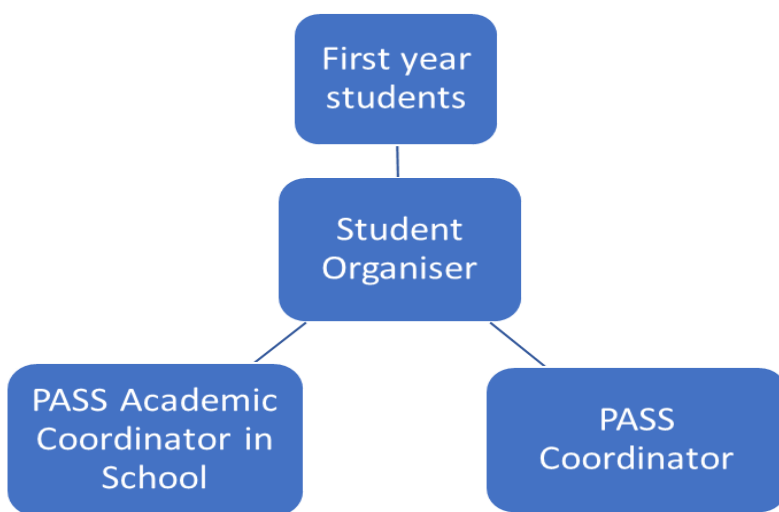 First year
students
Student
Organiser
PASS Academic
Coordinator in
School
PASS
Coordinator